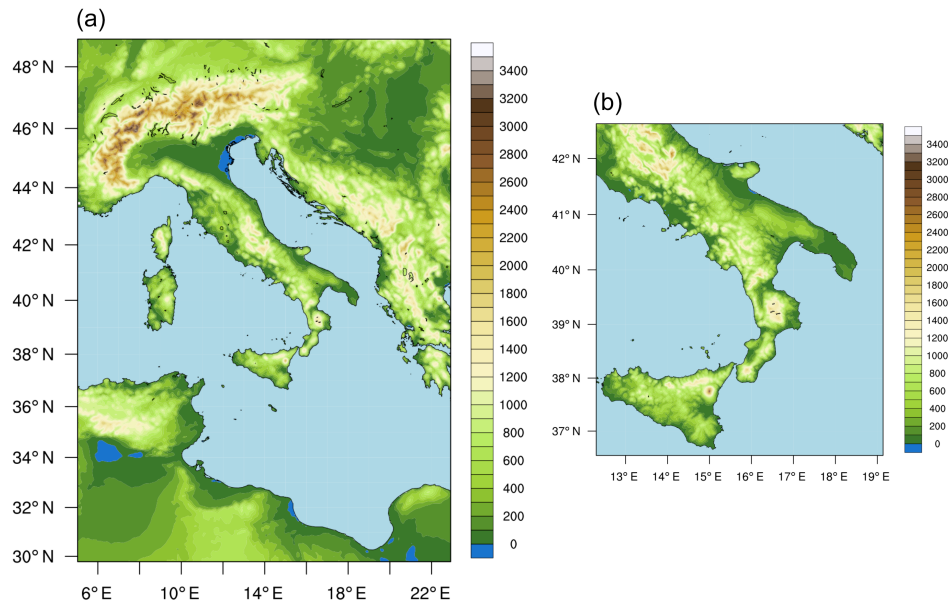 (a)
48° N
46° N
44° N
42° N
40° N
38° N
36° N
34° N
32° N
30° N
6° E
10° E
14° E
18° E
22° E
3400
3200
3000
2800
2600
2400
2200
2000
1800
1600
1400
1200
1000
800
600
400
200
0
(b)
42° N
41° N
40° N
39° N
38° N
37° N
13° E
14° E
15° E
16° E
17° E
18° E
19° E
3400
3200
3000
2800
2600
2400
2200
2000
1800
1600
1400
1200
1000
800
600
400
200
0